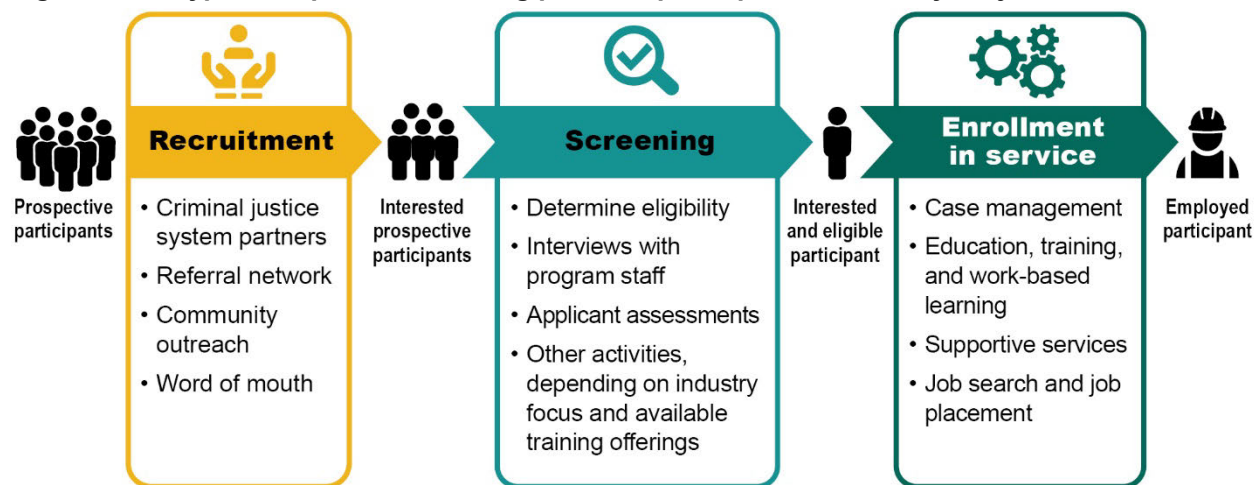 Recruitment
Prospective
participants
• Criminal justice
system partners
• Referral network
• Community
outreach
• Word of mouth
Interested
prospective
participants
Screening
• Determine eligibility
• Interviews with
program staff
• Applicant assessments
• Other activities,
depending on industry
focus and available
training offerings
Interested
and eligible
participant
Enrollment
in service
• Case management
• Education, training,
and work-based
learning
• Supportive services
• Job search and job
placement
Employed
participant